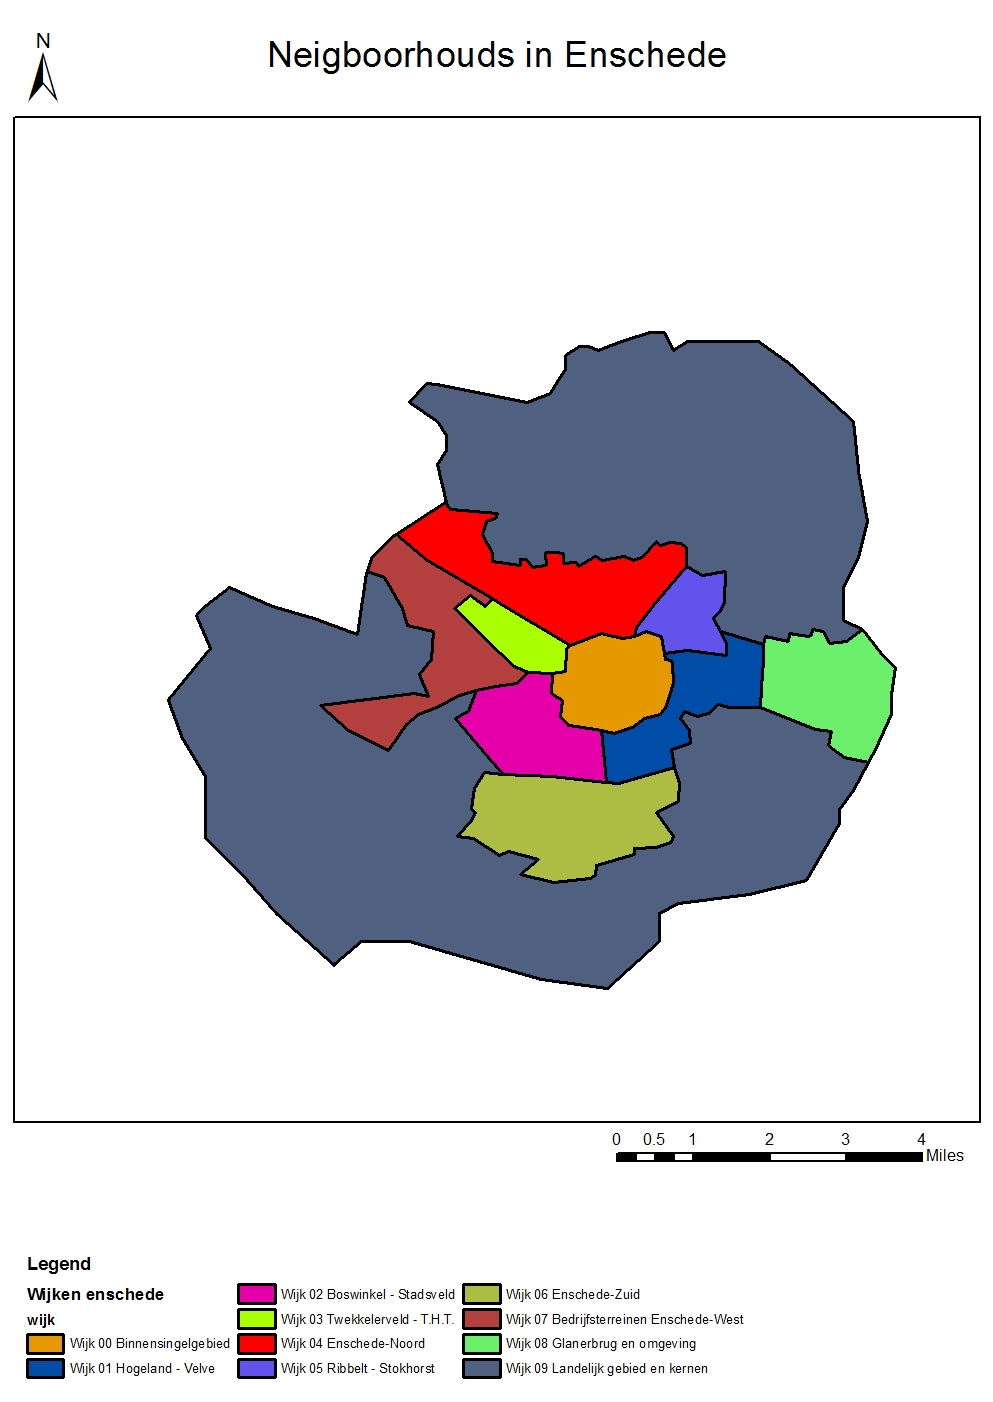 N
Neigboorhouds in Enschede
0 0.5 1 2 3 4
Miles
Legend
Wijken enschede
wijk
Wijk 00 Binnensingelgebied
Wijk 01 Hogeland - Velve
Wijk 02 Boswinkel - Stadsveld
Wijk 03 Twekkelerveld - T.H.T.
Wijk 04 Enschede-Noord
Wijk 05 Ribbelt - Stokhorst
Wijk 06 Enschede-Zuid
Wijk 07 Bedrijfsterreinen Enschede-West
Wijk 08 Glanerbrug en omgeving
Wijk 09 Landelijk gebied en kernen